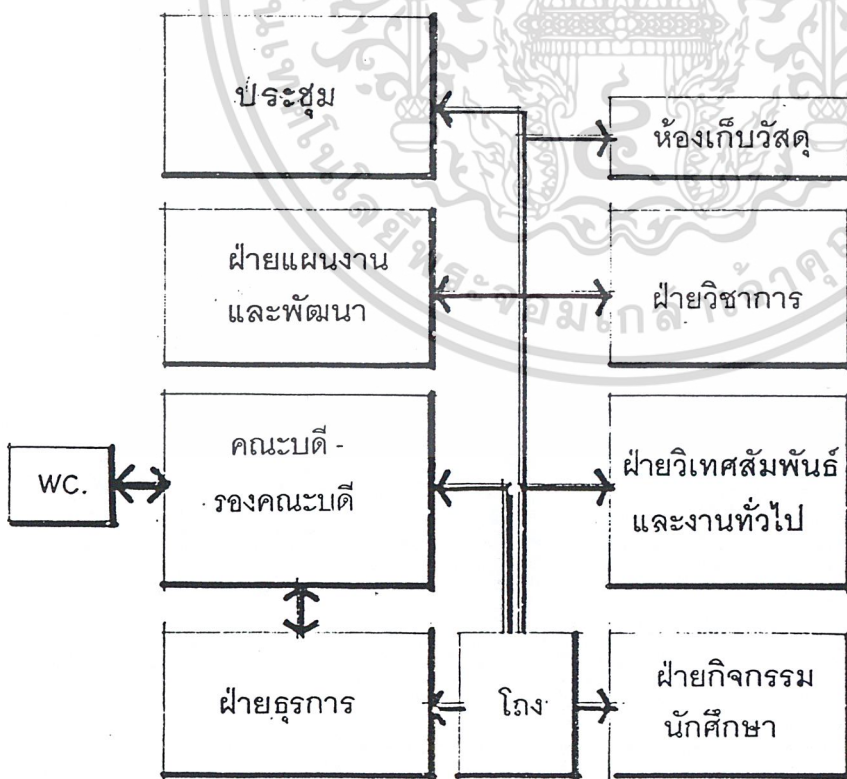 ประชุม
ห้องเก็บวัสดุ
ฝ่ายแผนงาน
และพัฒนา
ฝ่ายวิชาการ
WC.
คณะบดี -
รองคณะบดี
ฝ่ายวิเทศสัมพันธ์
และงานทั่วไป
ฝ่ายธุรการ
โถง
ฝ่ายกิจกรรม
นักศึกษา